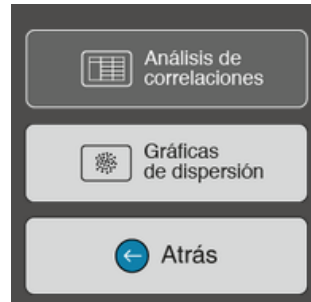 Análisis de
correlaciones
Gráficas
de dispersión
Atrás